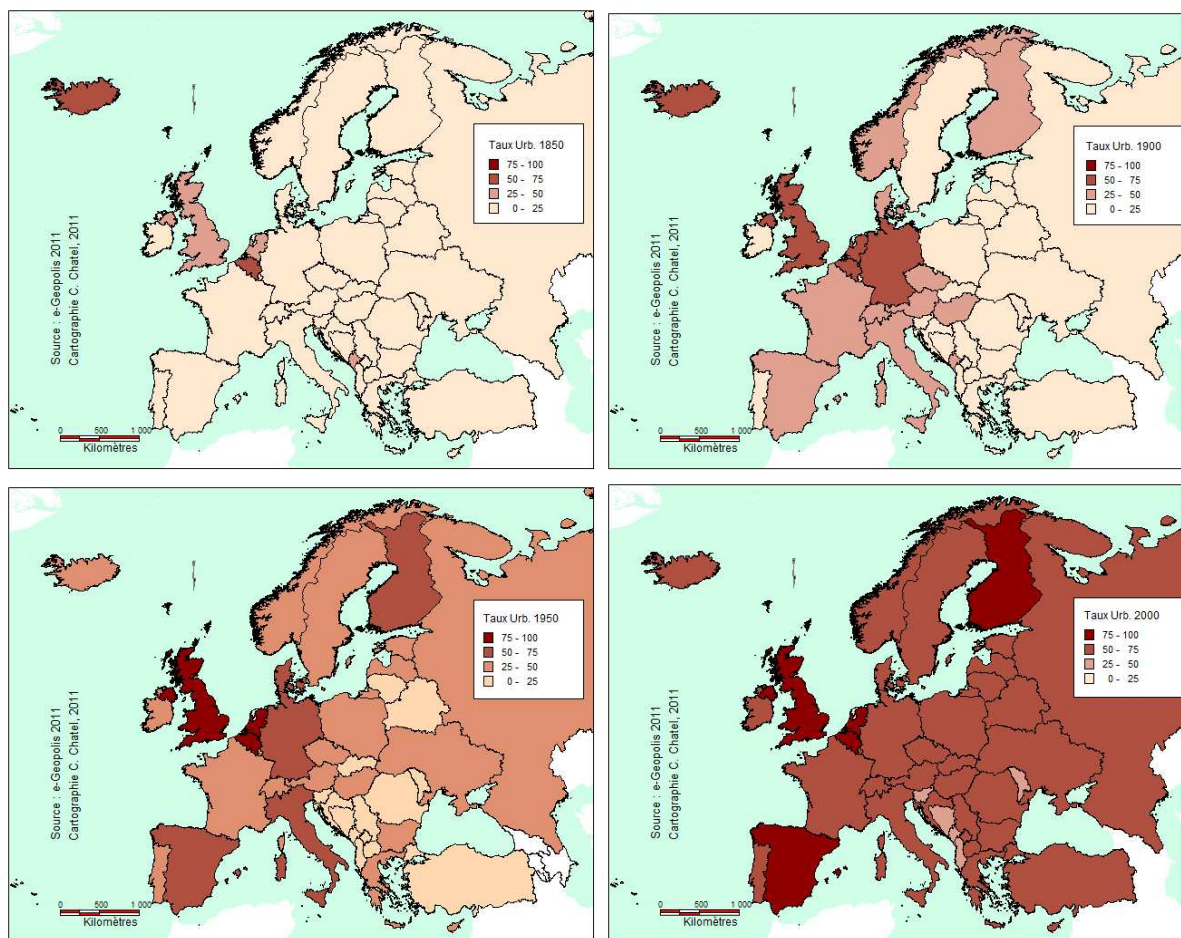 Taux Urb. 1850
75 - 100
50 - 75
25 - 50
0 - 25
Source : e-Geopolis 2011
Cartographie C. Chatel, 2011
0 500 1 000
Kilomètres
Taux Urb. 1900
75 - 100
50 - 75
25 - 50
0 - 25
Source : e-Geopolis 2011
Cartographie C. Chatel, 2011
0 500 1 000
Kilomètres
Taux Urb. 1950
75 - 100
50 - 75
25 - 50
0 - 25
Source : e-Geopolis 2011
Cartographie C. Chatel, 2011
0 500 1 000
Kilomètres
Taux Urb. 2000
75 - 100
50 - 75
25 - 50
0 - 25
Source : e-Geopolis 2011
Cartographie C. Chatel, 2011
0 500 1 000
Kilomètres